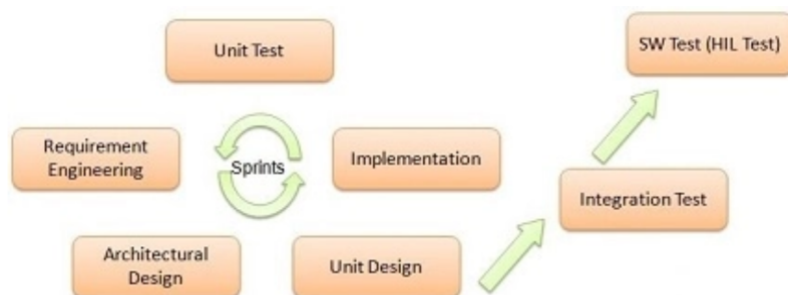 Unit Test
SW Test (HIL Test)
Requirement
Engineering
Sprints
Implementation
Integration Test
Architectural
Design
Unit Design